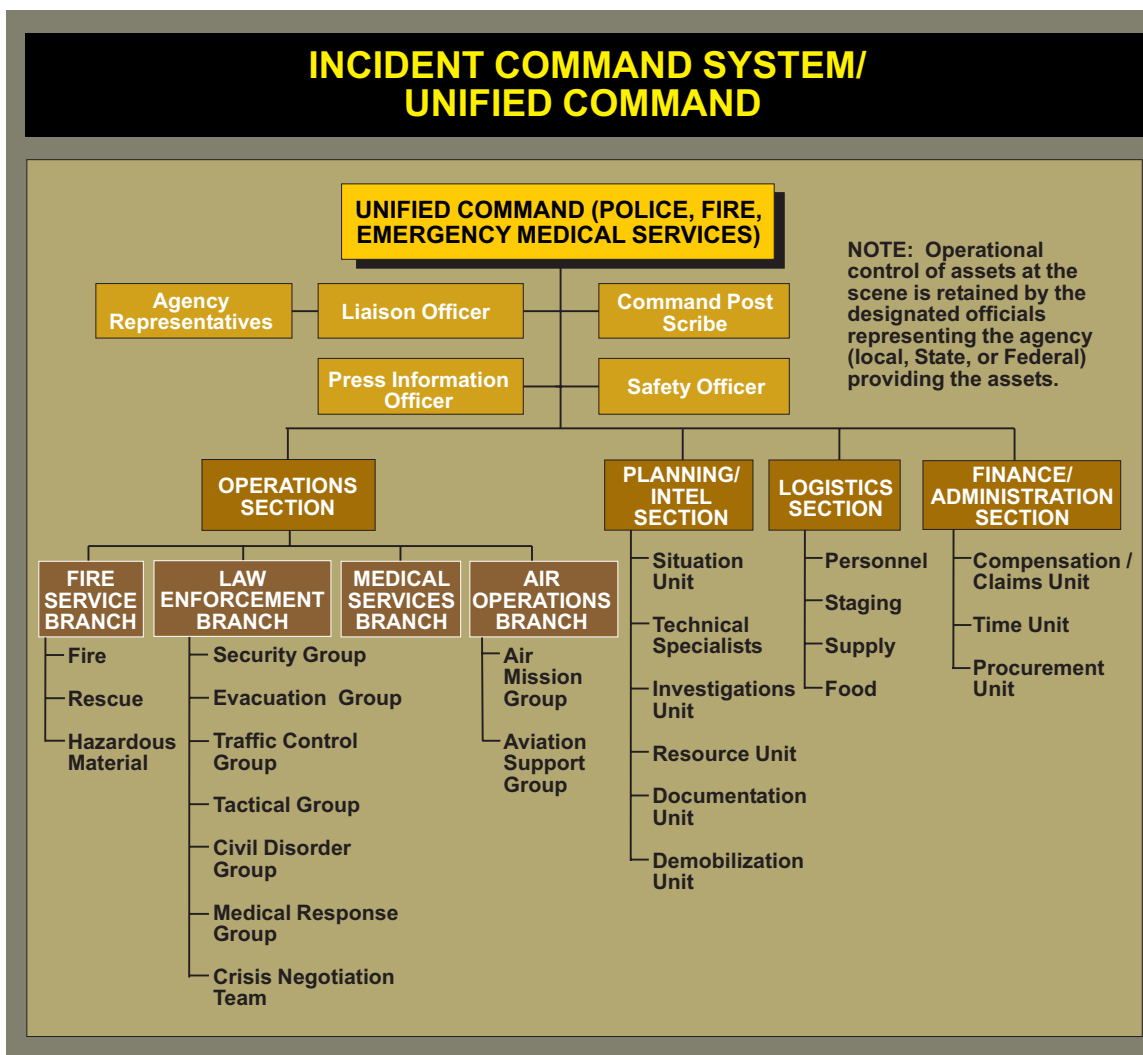 INCIDENT COMMAND SYSTEM/
UNIFIED COMMAND
UNIFIED COMMAND (POLICE, FIRE,
EMERGENCY MEDICAL SERVICES)
NOTE: Operational
control of assets at the
scene is retained by the
designated officials
representing the agency
(local, State, or Federal)
providing the assets.
Agency
Representatives
Liaison Officer
Command Post
Scribe
Press Information
Officer
Safety Officer
OPERATIONS
SECTION
PLANNING/
INTEL
SECTION
LOGISTICS
SECTION
FINANCE/
ADMINISTRATION
SECTION
FIRE
SERVICE
BRANCH
Fire
Rescue
Hazardous
Material
LAW
ENFORCEMENT
BRANCH
Security Group
Evacuation Group
Traffic Control
Group
Tactical Group
Civil Disorder
Group
Medical Response
Group
Crisis Negotiation
Team
MEDICAL
SERVICES
BRANCH
AIR
OPERATIONS
BRANCH
Air
Mission
Group
Aviation
Support
Group
Situation
Unit
Technical
Specialists
Investigations
Unit
Resource Unit
Documentation
Unit
Demobilization
Unit
Personnel
Staging
Supply
Food
Compensation /
Claims Unit
Time Unit
Procurement
Unit